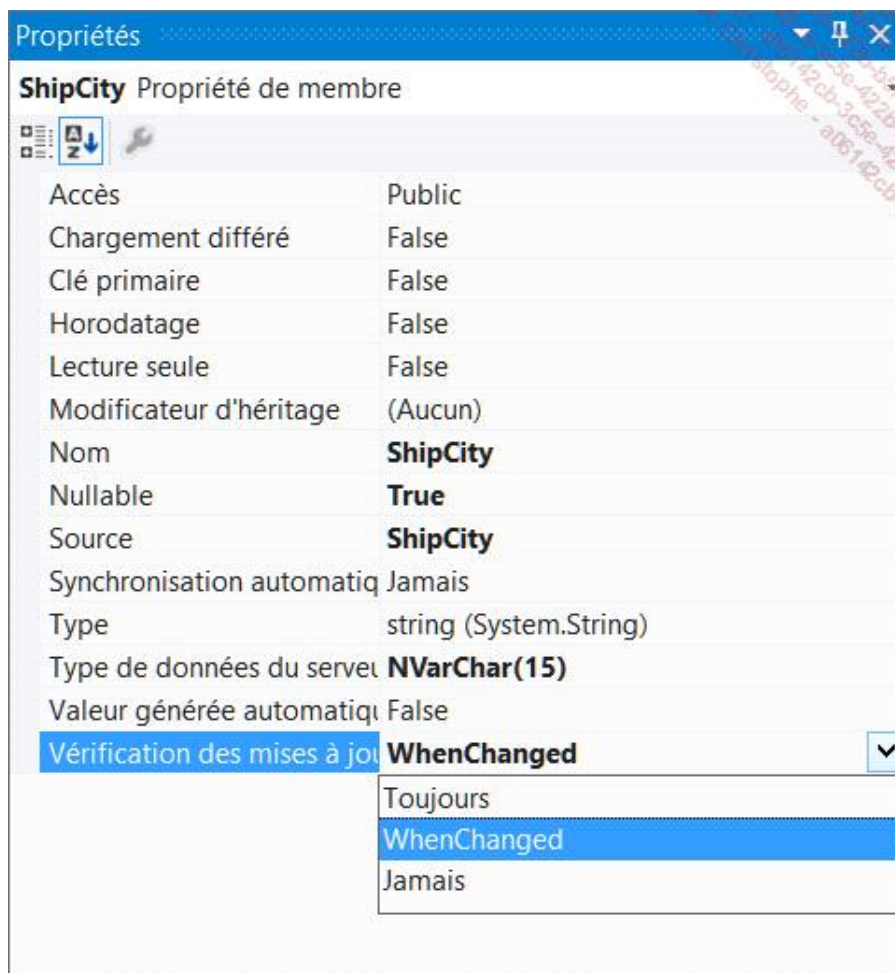 Propriétés
ShipCity Propriété de membre
Accès Public
Chargement différé False
Clé primaire False
Horodatage False
Lecture seule False
Modificateur d'héritage (Aucun)
Nom ShipCity
Nullable True
Source ShipCity
Synchronisation automatiq Jamais
Type string (System.String)
Type de données du serveu NVarChar(15)
Valeur générée automatiqu False
Vérification des mises à jou WhenChanged
Toujours
WhenChanged
Jamais